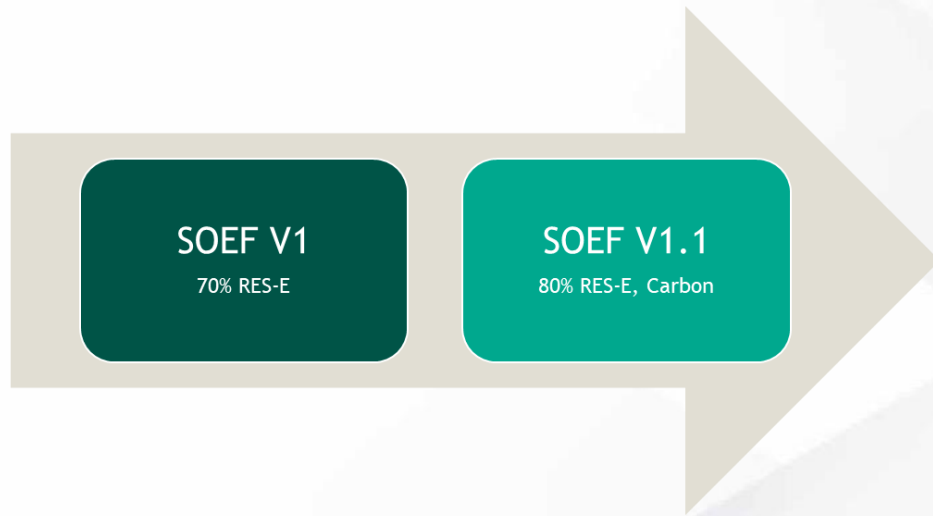 SOEF V1
70% RES-E
SOEF V1.1
80% RES-E, Carbon